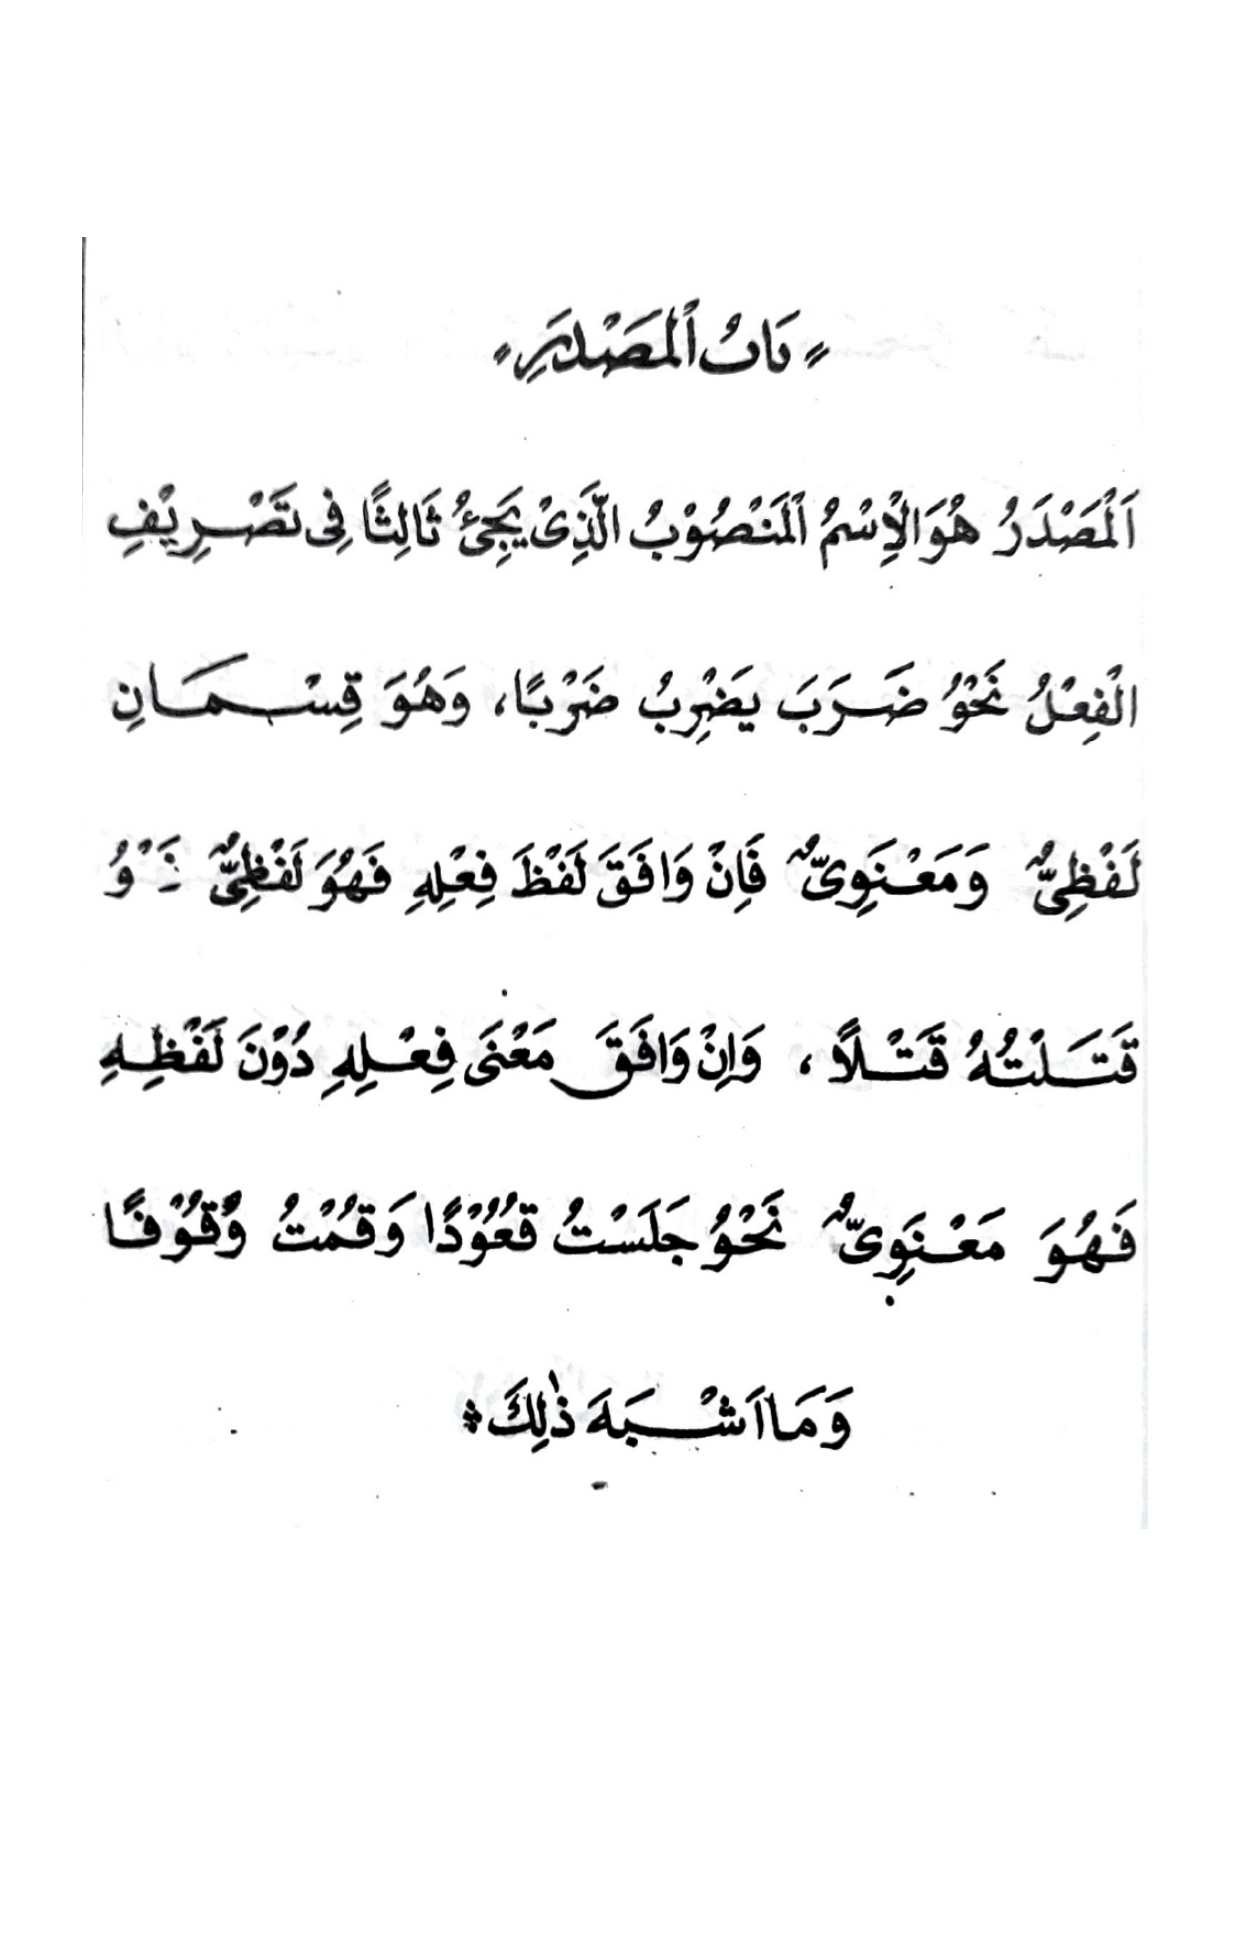 بَابُ الْمَصْدَرِ
اَلْمَصْدَرُ هُوَ الْاِسْمُ الْمَنْصُوْبُ الَّذِىْ يَجِئُ ثَالِثًا فِى تَصْرِيْفِ
الْفِعْلُ نَحْوُ ضَرَبَ يَضْرِبُ ضَرْبًا، وَهُوَ قِسْمَانِ
لَفْظِىٌّ وَمَعْنَوِىٌّ فَاِنْ وَافَقَ لَفْظَ فِعْلِهِ فَهُوَ لَفْظِىٌّ
قَتَلْتُهُ قَتْلًا، وَاِنْ وَافَقَ مَعْنَى فِعْلِهِ دُوْنَ لَفْظِهِ
فَهُوَ مَعْنَوِىٌّ نَحْوُ جَلَسْتُ قُعُوْدًا وَقُمْتُ وُقُوْفًا
وَمَا اَشْبَهَ ذٰلِكَ